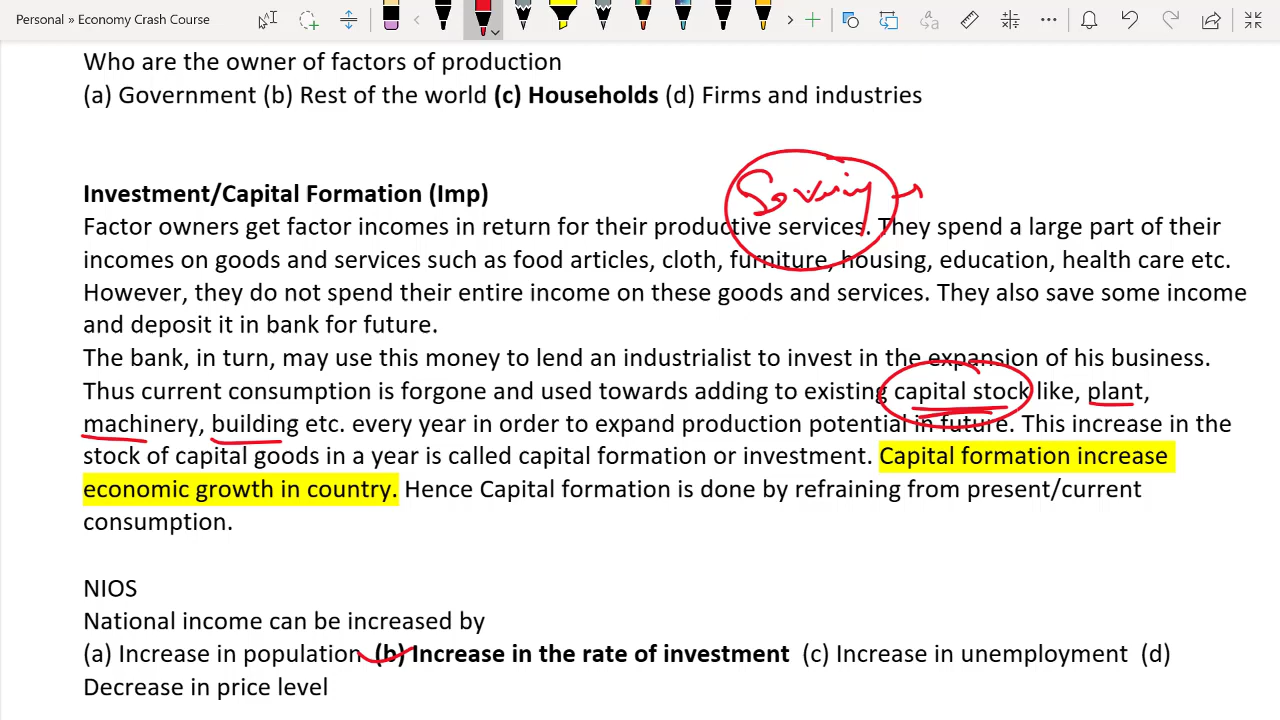 Personal » Economy Crash Course
Who are the owner of factors of production
(a) Government (b) Rest of the world (c) Households (d) Firms and industries
Investment/Capital Formation (Imp)
Factor owners get factor incomes in return for their productive services. They spend a large part of their
incomes on goods and services such as food articles, cloth, furniture, housing, education, health care etc.
However, they do not spend their entire income on these goods and services. They also save some income
and deposit it in bank for future.
The bank, in turn, may use this money to lend an industrialist to invest in the expansion of his business.
Thus current consumption is forgone and used towards adding to existing capital stock like, plant,
machinery, building etc. every year in order to expand production potential in future. This increase in the
stock of capital goods in a year is called capital formation or investment. Capital formation increase
economic growth in country. Hence Capital formation is done by refraining from present/current
consumption.
NIOS
National income can be increased by
(a) Increase in population (b) Increase in the rate of investment (c) Increase in unemployment (d)
Decrease in price level